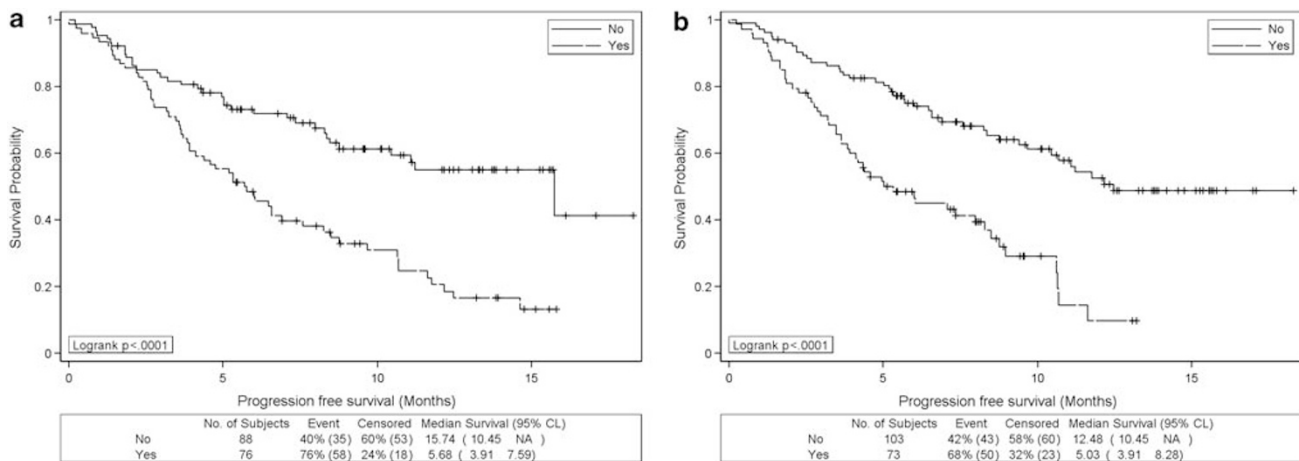 a
No
Yes
Survival Probability
1
0.8
0.6
0.4
0.2
0
Logrank p<.0001
0 5 10 15
Progression free survival (Months)
No. of Subjects Event Censored Median Survival (95% CL)
No 88 40% (35) 60% (53) 15.74 ( 10.45 NA )
Yes 76 76% (58) 24% (18) 5.68 ( 3.91 7.59)
b
No
Yes
Survival Probability
1
0.8
0.6
0.4
0.2
0
Logrank p<.0001
0 5 10 15
Progression free survival (Months)
No. of Subjects Event Censored Median Survival (95% CL)
No 103 42% (43) 58% (60) 12.48 ( 10.45 NA )
Yes 73 68% (50) 32% (23) 5.03 ( 3.91 8.28)